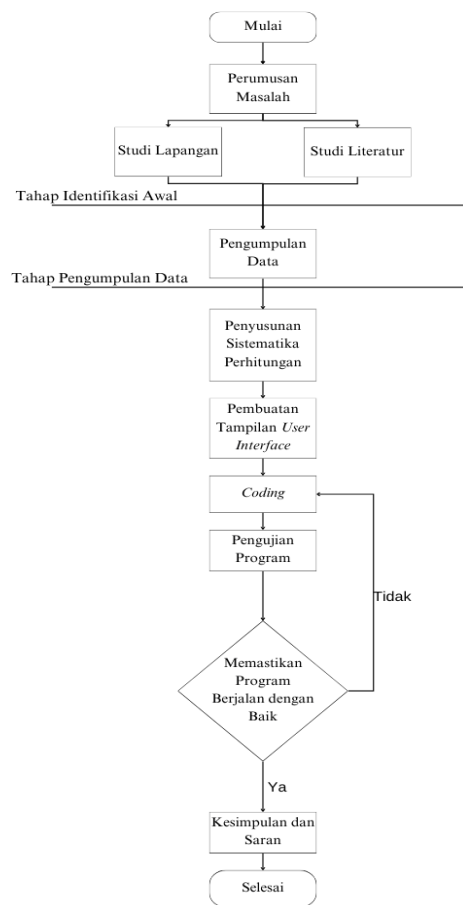 Mulai
Perumusan
Masalah
Studi Lapangan
Studi Literatur
Tahap Identifikasi Awal
Pengumpulan
Data
Tahap Pengumpulan Data
Penyusunan
Sistematika
Perhitungan
Pembuatan
Tampilan User
Interface
Coding
Pengujian
Program
Tidak
Memastikan
Program
Berjalan dengan
Baik
Ya
Kesimpulan dan
Saran
Selesai